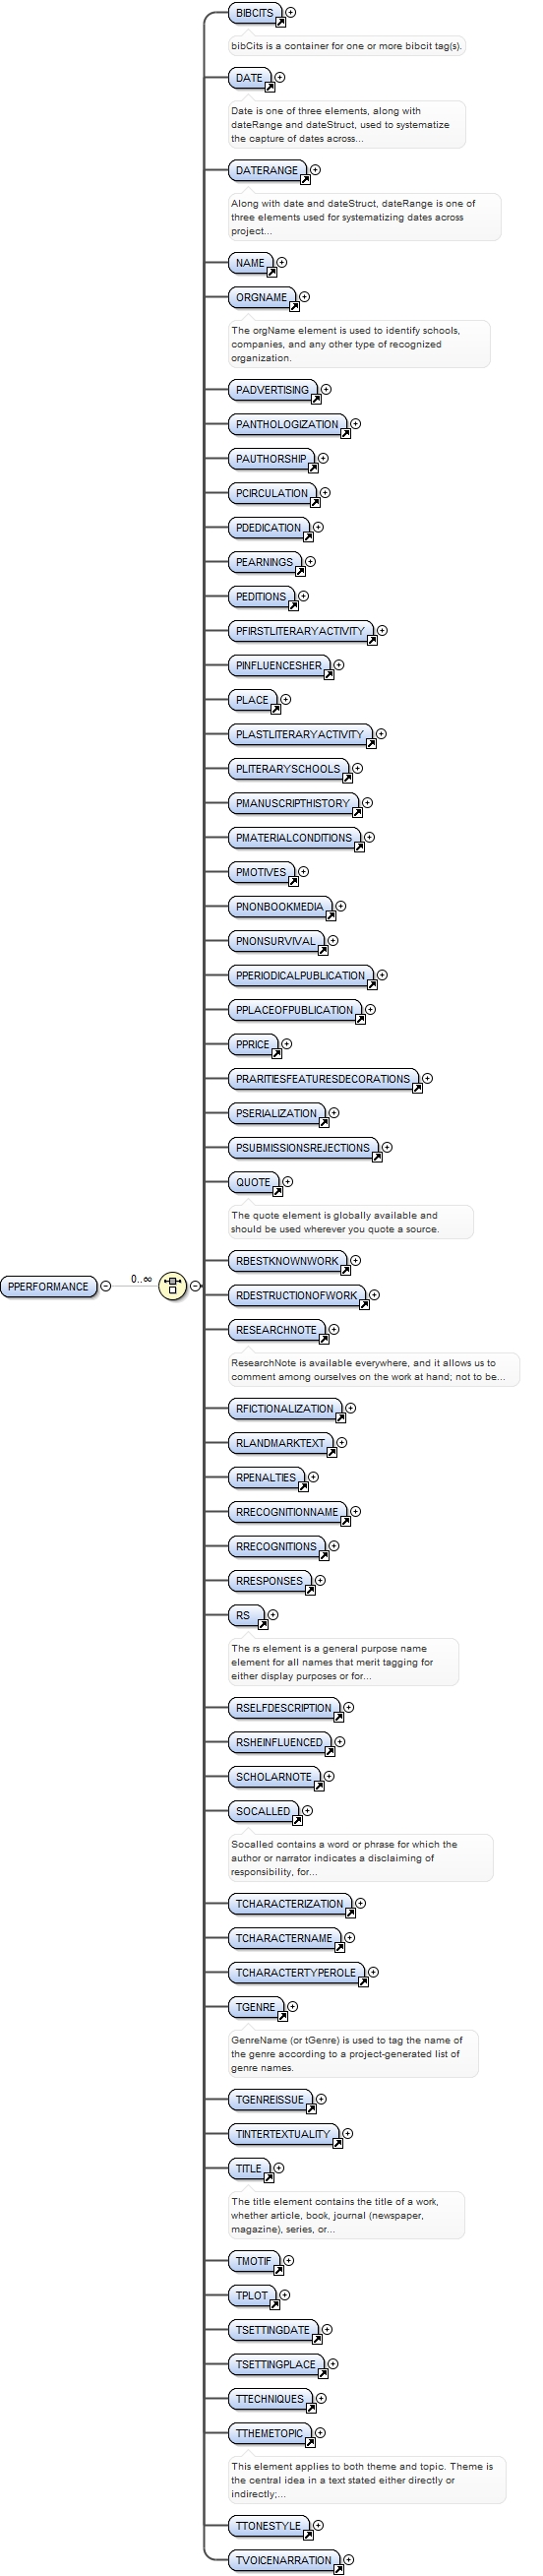 BIBCITS
bibCits is a container for one or more bibcit tag(s).
DATE
Date is one of three elements, along with
dateRange and dateStruct, used to systematize
the capture of dates across...
DATERANGE
Along with date and dateStruct, dateRange is one of
three elements used for systematizing dates across
project...
NAME
ORGNAME
The orgName element is used to identify schools,
companies, and any other type of recognized
organization.
PADVERTISING
PANTHOLOGIZATION
PAUTHORSHIP
PCIRCULATION
PDEDICATION
PEARNINGS
PEDITIONS
PFIRSTLITERARYACTIVITY
PINFLUENCESHER
PLACE
PLASTLITERARYACTIVITY
PLITERARYSCHOOLS
PMANUSCRIPTHISTORY
PMATERIALCONDITIONS
PMOTIVES
PNONBOOKMEDIA
PNONSURVIVAL
PPERIODICALPUBLICATION
PPLACEOFPUBLICATION
PPRICE
PRARITIESFEATURESDECORATIONS
PSERIALIZATION
PSUBMISSIONSREJECTIONS
QUOTE
The quote element is globally available and
should be used wherever you quote a source.
RBESTKNOWNWORK
PPERFORMANCE 0..∞
RDESTRUCTIONOFWORK
RESEARCHNOTE
ResearchNote is available everywhere, and it allows us to
comment among ourselves on the work at hand; not to be...
RFICTIONALIZATION
RLANDMARKTEXT
RPENALTIES
RRECOGNITIONNAME
RRECOGNITIONS
RRESPONSES
RS
The rs element is a general purpose name
element for all names that merit tagging for
either display purposes or for...
RSELFDESCRIPTION
RSHEINFLUENCED
SCHOLARNOTE
SOCALLED
Socalled contains a word or phrase for which the
author or narrator indicates a disclaiming of
responsibility, for...
TCHARACTERIZATION
TCHARACTERNAME
TCHARACTERTYPEROLE
TGENRE
GenreName (or tGenre) is used to tag the name of
the genre according to a project-generated list of
genre names.
TGENREISSUE
TINTERTEXTUALITY
TITLE
The title element contains the title of a work,
whether article, book, journal (newspaper,
magazine), series, or...
TMOTIF
TPLOT
TSETTINGDATE
TSETTINGPLACE
TTECHNIQUES
TTHEMETOPIC
This element applies to both theme and topic. Theme is
the central idea in a text stated either directly or
indirectly;...
TTONESTYLE
TVOICENARRATION